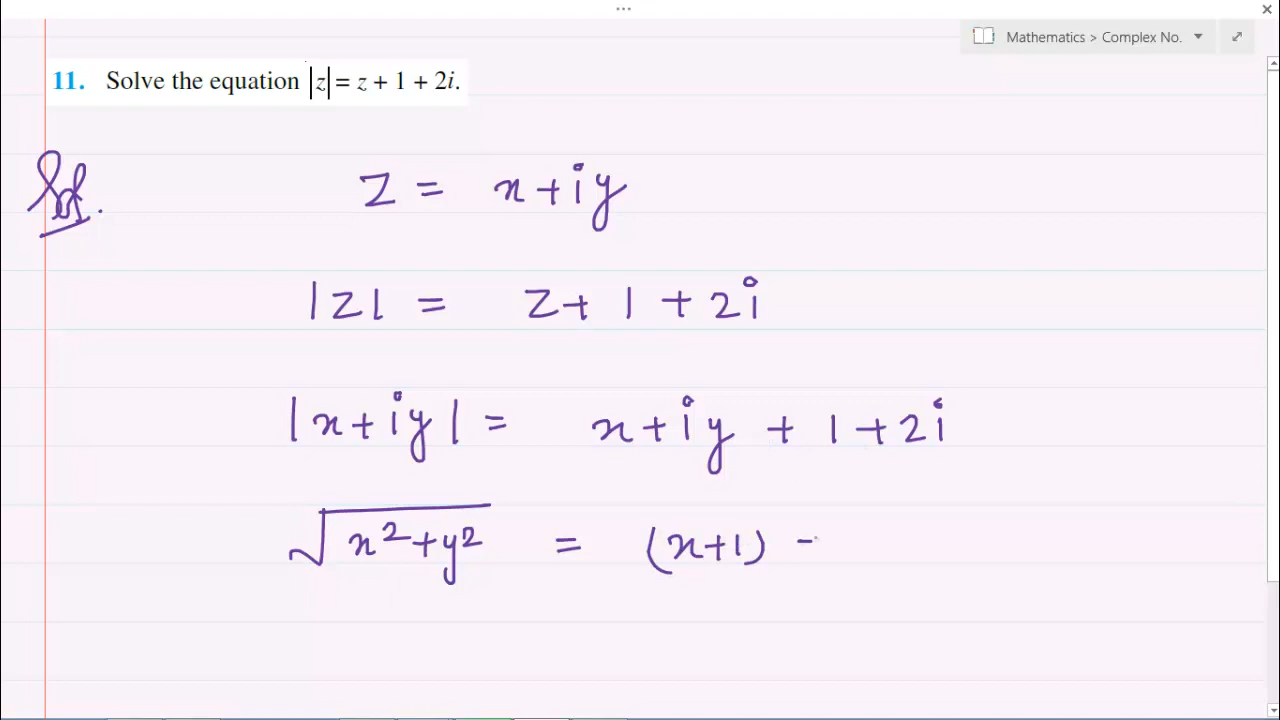 Mathematics > Complex No.
11. Solve the equation |z| = z + 1 + 2i.
Sol. z = x+iy
|z| = z + 1 + 2i
|x+iy| = x+iy + 1+2i
√x²+y² = (x+1) -